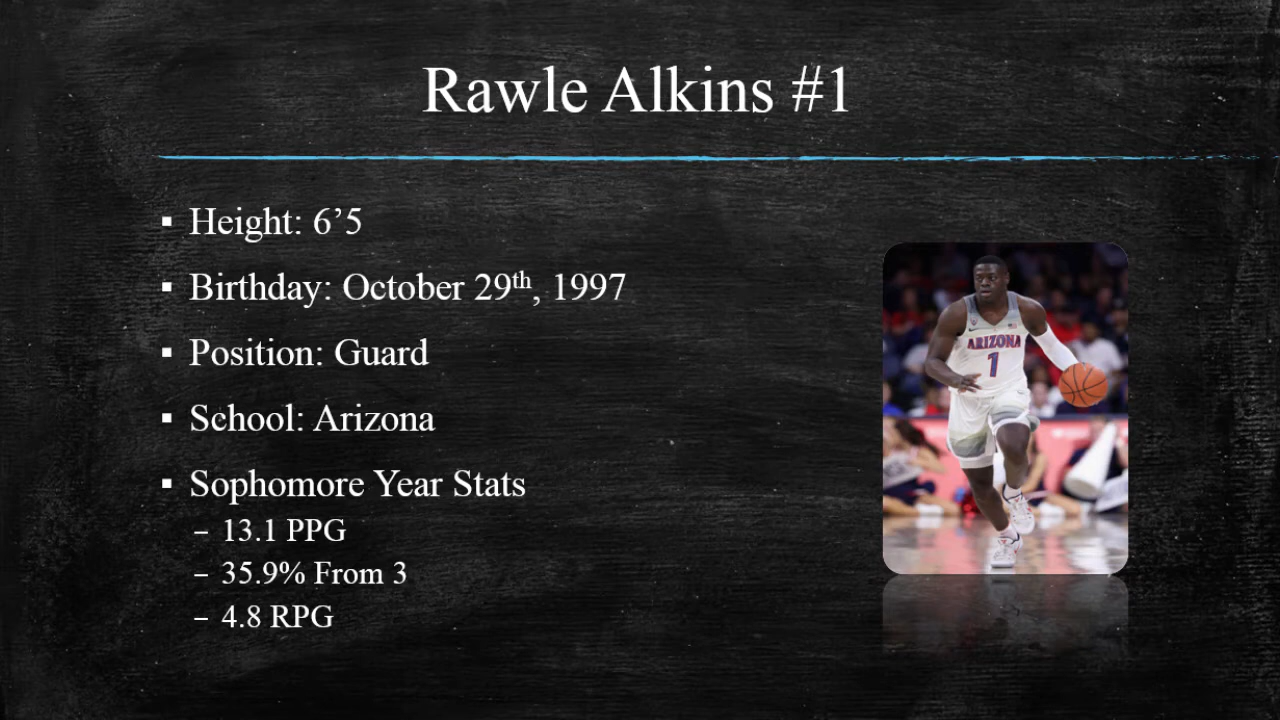 Rawle Alkins #1
▪ Height: 6’5
▪ Birthday: October 29th, 1997
▪ Position: Guard
▪ School: Arizona
▪ Sophomore Year Stats
– 13.1 PPG
– 35.9% From 3
– 4.8 RPG
ARIZONA
1